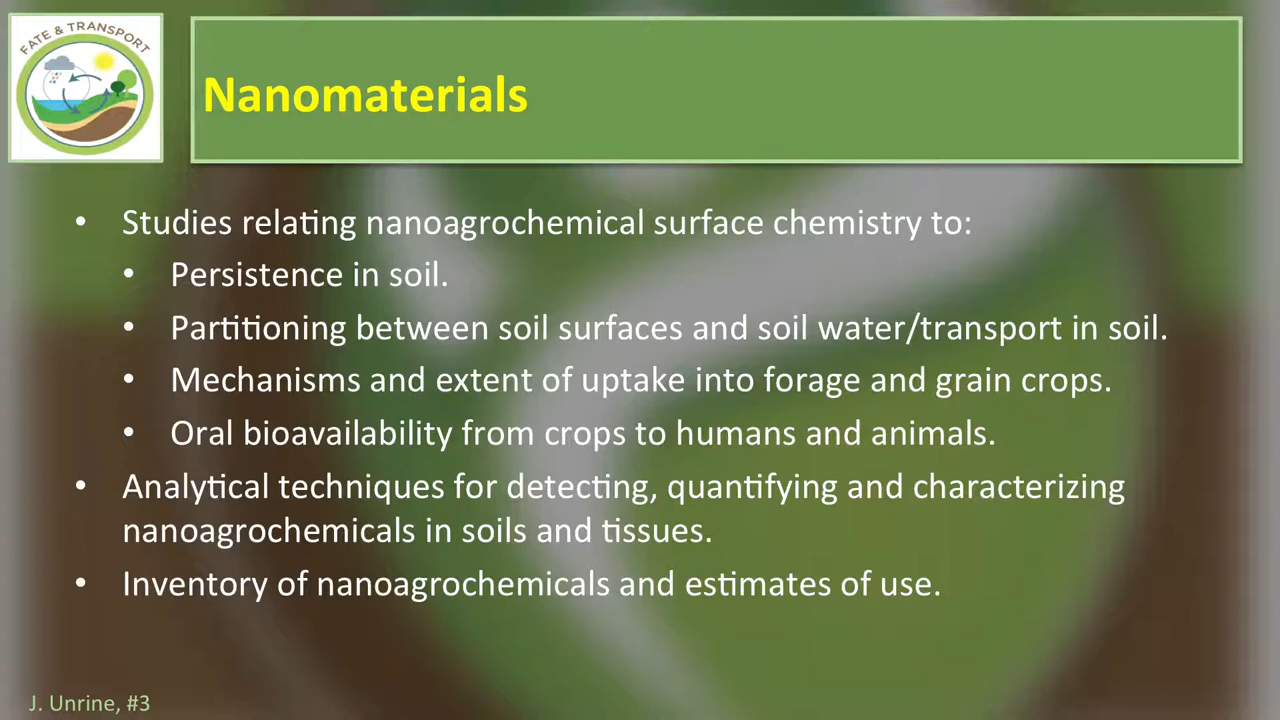 FATE & TRANSPORT
Nanomaterials
• Studies relating nanoagrochemical surface chemistry to:
• Persistence in soil.
• Partitioning between soil surfaces and soil water/transport in soil.
• Mechanisms and extent of uptake into forage and grain crops.
• Oral bioavailability from crops to humans and animals.
• Analytical techniques for detecting, quantifying and characterizing
nanoagrochemicals in soils and tissues.
• Inventory of nanoagrochemicals and estimates of use.
J. Unrine, #3